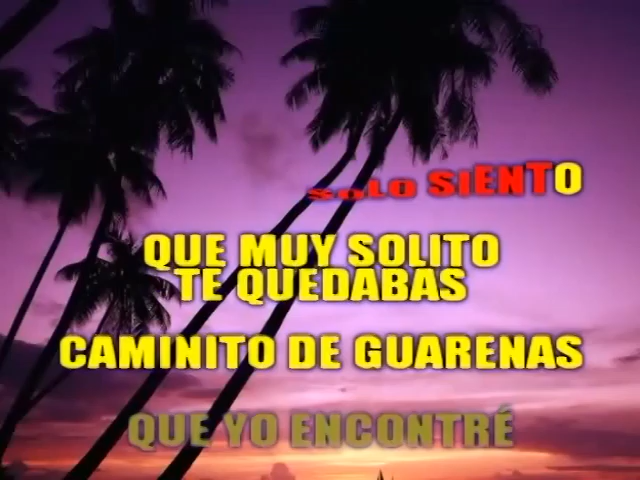 SOLO SIENTO
QUE MUY SOLITO
TE QUEDABAS
CAMINITO DE GUARENAS
QUE YO ENCONTRÉ